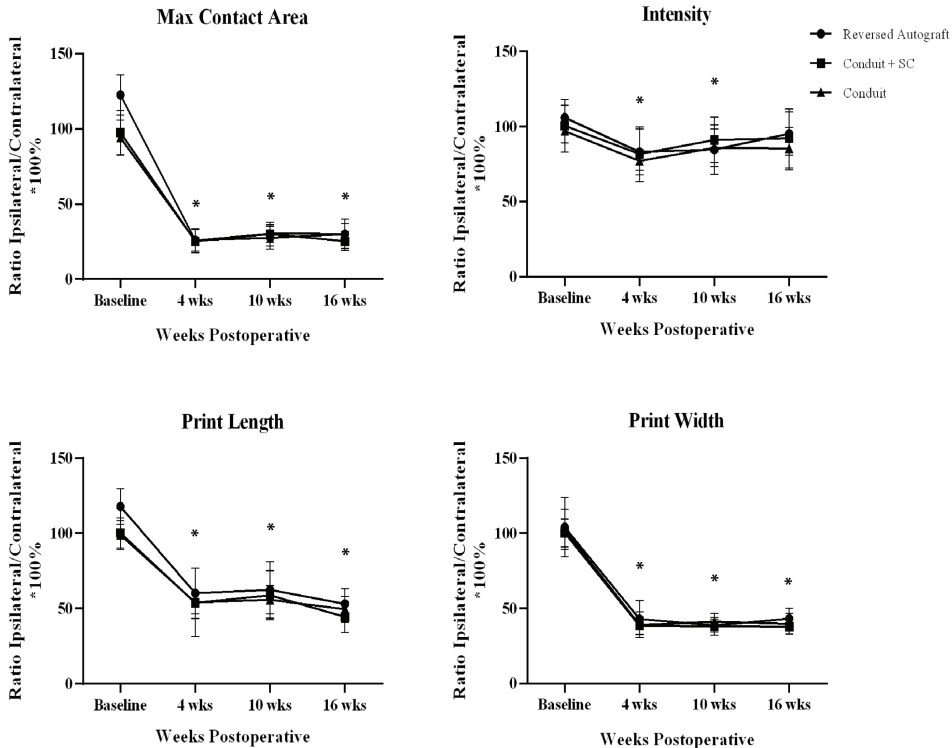 Max Contact Area
Ratio Ipsilateral/Contralateral
*100%
150
100
50
0
*
*
*
Baseline
4 wks
10 wks
16 wks
Weeks Postoperative
Intensity
Ratio Ipsilateral/Contralateral
*100%
150
100
50
0
*
*
Baseline
4 wks
10 wks
16 wks
Weeks Postoperative
Reversed Autograft
Conduit + SC
Conduit
Print Length
Ratio Ipsilateral/Contralateral
*100%
150
100
50
0
*
*
*
Baseline
4 wks
10 wks
16 wks
Weeks Postoperative
Print Width
Ratio Ipsilateral/Contralateral
*100%
150
100
50
0
*
*
*
Baseline
4 wks
10 wks
16 wks
Weeks Postoperative